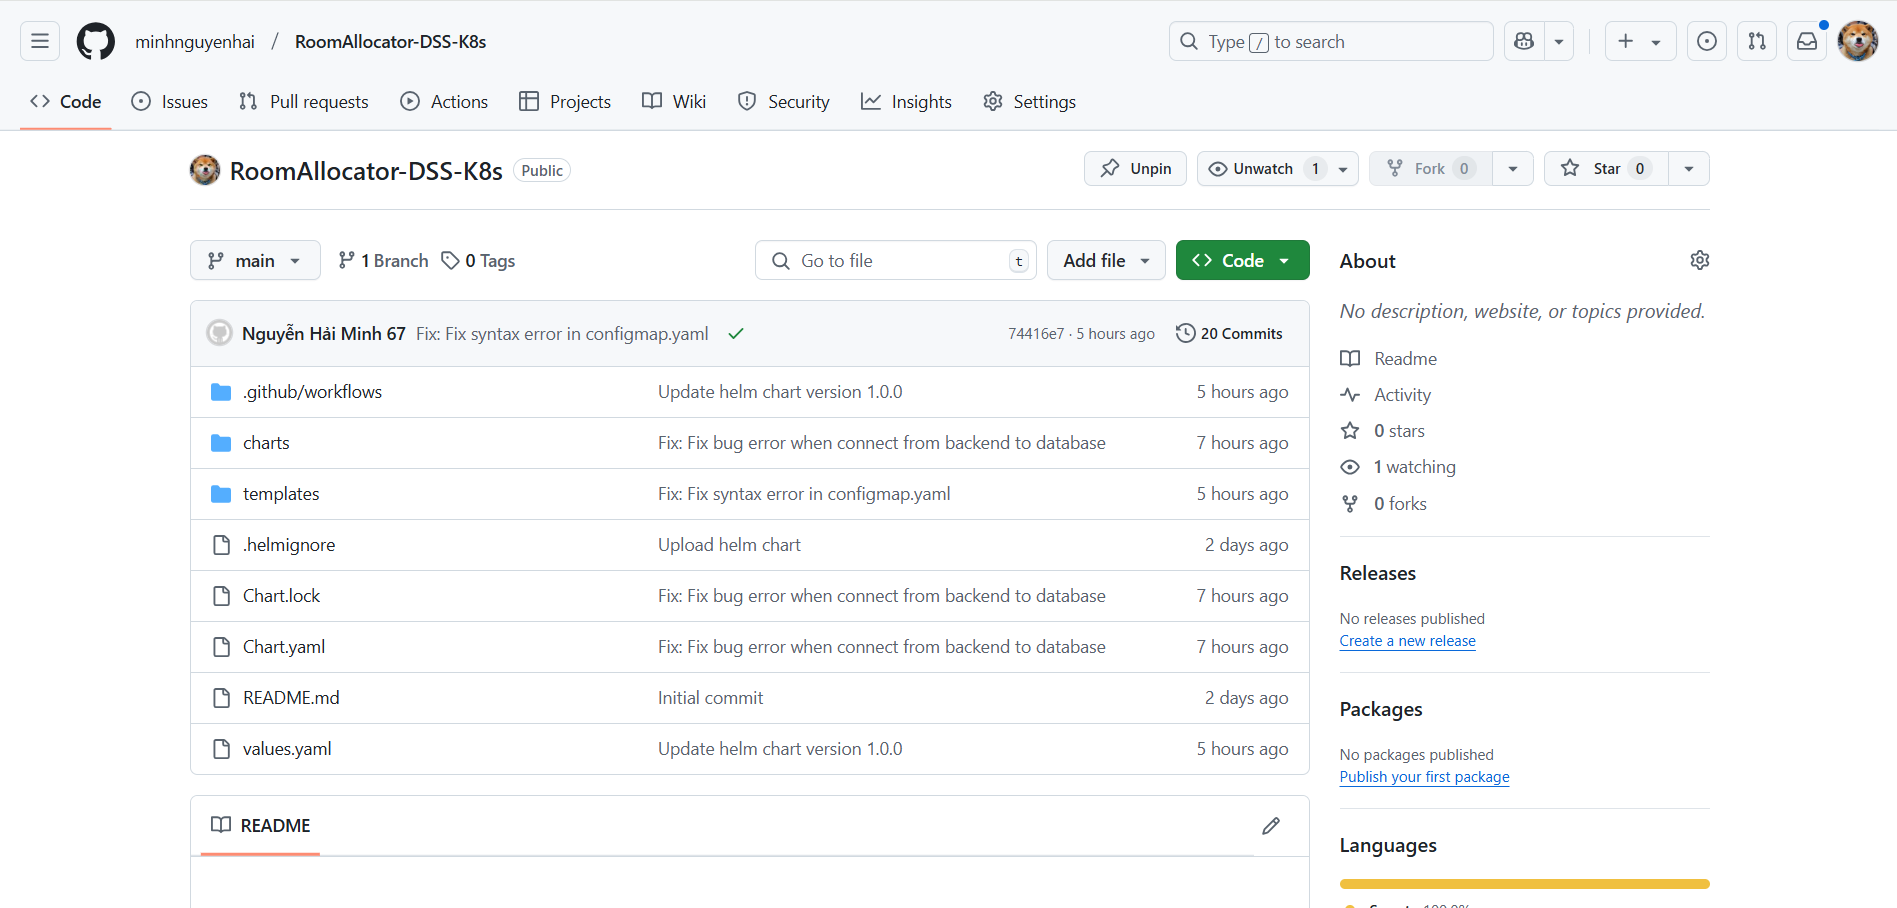 minhnguyenhai / RoomAllocator-DSS-K8s
Type / to search
Code Issues Pull requests Actions Projects Wiki Security Insights Settings
RoomAllocator-DSS-K8s Public
Unpin Unwatch 1 Fork 0 Star 0
main 1 Branch 0 Tags Go to file t Add file Code
Nguyễn Hải Minh 67 Fix: Fix syntax error in configmap.yaml 74416e7 · 5 hours ago 20 Commits
.github/workflows Update helm chart version 1.0.0 5 hours ago
charts Fix: Fix bug error when connect from backend to database 7 hours ago
templates Fix: Fix syntax error in configmap.yaml 5 hours ago
.helmignore Upload helm chart 2 days ago
Chart.lock Fix: Fix bug error when connect from backend to database 7 hours ago
Chart.yaml Fix: Fix bug error when connect from backend to database 7 hours ago
README.md Initial commit 2 days ago
values.yaml Update helm chart version 1.0.0 5 hours ago
README
About
No description, website, or topics provided.
Readme
Activity
0 stars
1 watching
0 forks
Releases
No releases published
Create a new release
Packages
No packages published
Publish your first package
Languages